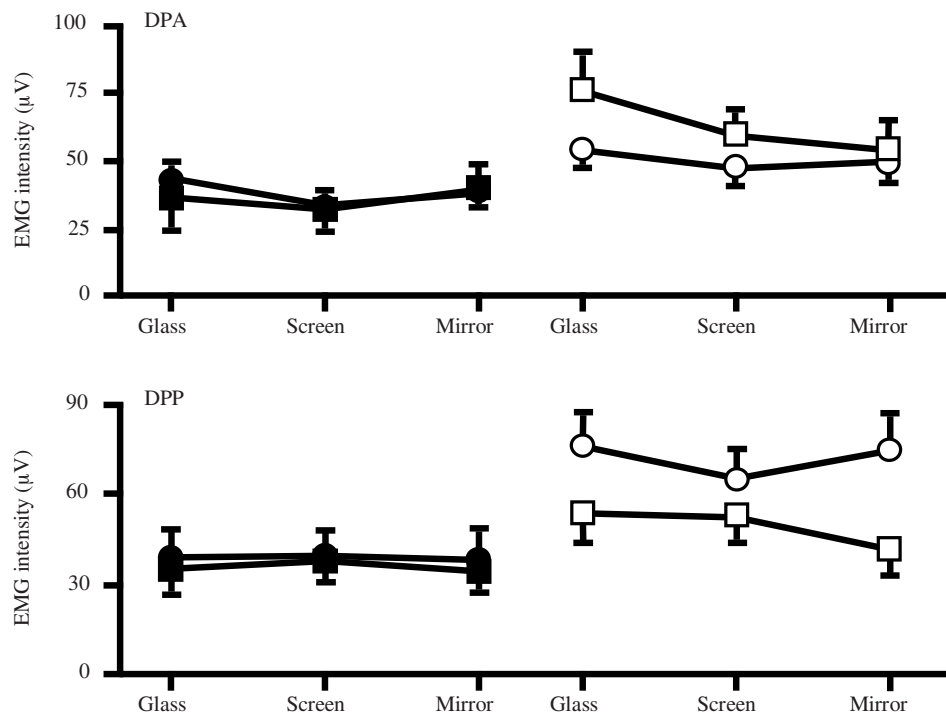 100
DPA
75
50
25
0
EMG intensity (µV)
Glass Screen Mirror Glass Screen Mirror
90
DPP
60
30
0
EMG intensity (µV)
Glass Screen Mirror Glass Screen Mirror